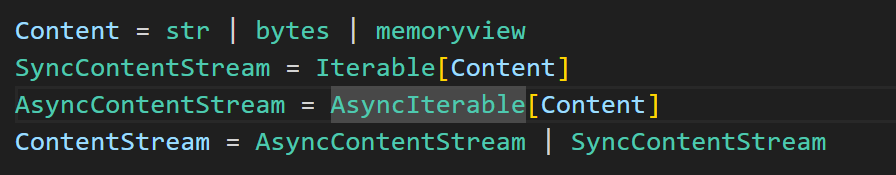 Content = str | bytes | memoryview
SyncContentStream = Iterable[Content]
AsyncContentStream = AsyncIterable[Content]
ContentStream = AsyncContentStream | SyncContentStream